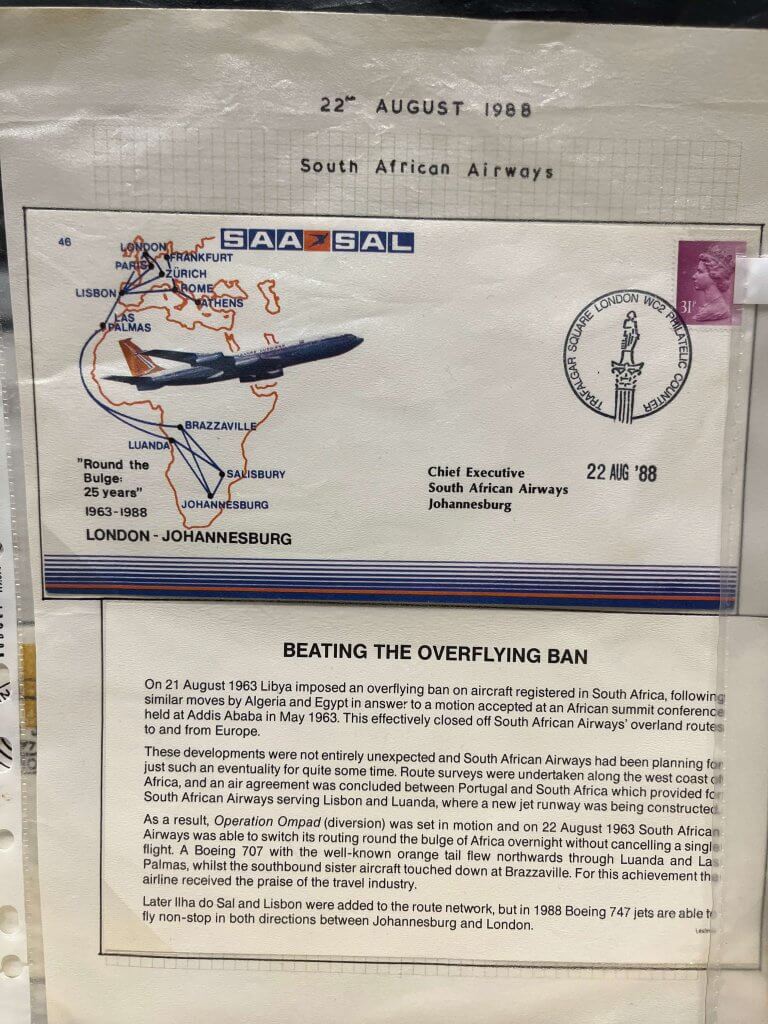 22ND AUGUST 1988
South African Airways
46
SAA SAL
LONDON
FRANKFURT
PARIS
ZÜRICH
LISBON
ROME
ATHENS
LAS
PALMAS
BRAZZAVILLE
LUANDA
SALISBURY
JOHANNESBURG
"Round the
Bulge:
25 years"
1963-1988
LONDON - JOHANNESBURG
31P
TRAFALGAR SQUARE LONDON WC2 PHILATELIC COUNTER
22 AUG '88
Chief Executive
South African Airways
Johannesburg
BEATING THE OVERFLYING BAN
On 21 August 1963 Libya imposed an overflying ban on aircraft registered in South Africa, following
similar moves by Algeria and Egypt in answer to a motion accepted at an African summit conference
held at Addis Ababa in May 1963. This effectively closed off South African Airways' overland routes
to and from Europe.
These developments were not entirely unexpected and South African Airways had been planning for
just such an eventuality for quite some time. Route surveys were undertaken along the west coast of
Africa, and an air agreement was concluded between Portugal and South Africa which provided for
South African Airways serving Lisbon and Luanda, where a new jet runway was being constructed.
As a result, Operation Ompad (diversion) was set in motion and on 22 August 1963 South African
Airways was able to switch its routing round the bulge of Africa overnight without cancelling a single
flight. A Boeing 707 with the well-known orange tail flew northwards through Luanda and Las
Palmas, whilst the southbound sister aircraft touched down at Brazzaville. For this achievement the
airline received the praise of the travel industry.
Later Ilha do Sal and Lisbon were added to the route network, but in 1988 Boeing 747 jets are able to
fly non-stop in both directions between Johannesburg and London.